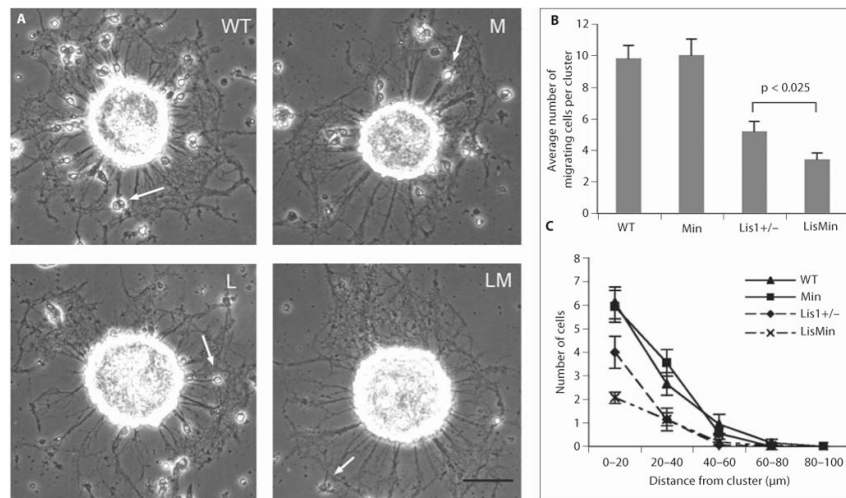 A
WT
M
L
LM
B
Average number of
migrating cells per cluster
12
10
8
6
4
2
0
p < 0.025
WT Min Lis1+/– LisMin
C
Number of cells
8
7
6
5
4
3
2
1
0
WT
Min
Lis1+/–
LisMin
0–20 20–40 40–60 60–80 80–100
Distance from cluster (µm)